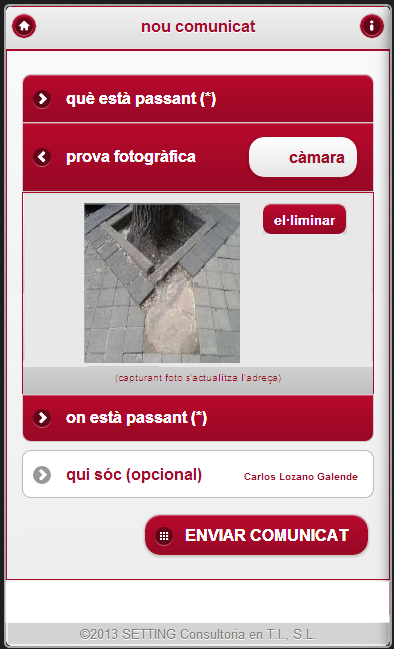 nou comunicat
què està passant (*)
prova fotogràfica
càmara
el·liminar
(capturant foto s'actualitza l'adreça)
on està passant (*)
qui sóc (opcional)
Carlos Lozano Galende
ENVIAR COMUNICAT
©2013 SETTING Consultoria en T.I., S.L.